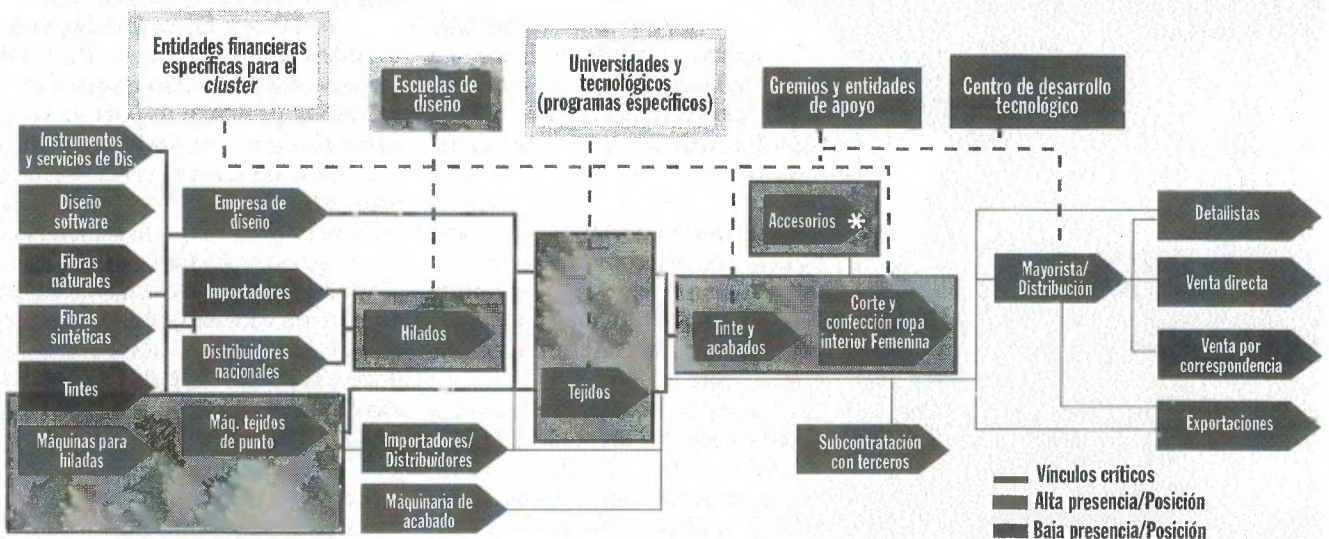 Entidades financieras
específicas para el
cluster
Escuelas de
diseño
Universidades y
tecnológicos
(programas específicos)
Gremios y entidades
de apoyo
Centro de desarrollo
tecnológico
Instrumentos
y servicios de Dis.
Diseño
software
Fibras
naturales
Fibras
sintéticas
Tintes
Máquinas para
hiladas
Empresa de
diseño
Importadores
Distribuidores
nacionales
Máq. tejidos
de punto
Hilados
Importadores/
Distribuidores
Máquinaria de
acabado
Tejidos
Accesorios *
Tinte y
acabados
Corte y
confección ropa
interior Femenina
Subcontratación
con terceros
Mayorista/
Distribución
Detallistas
Venta directa
Venta por
correspondencia
Exportaciones
Vínculos críticos
Alta presencia/Posición
Baja presencia/Posición